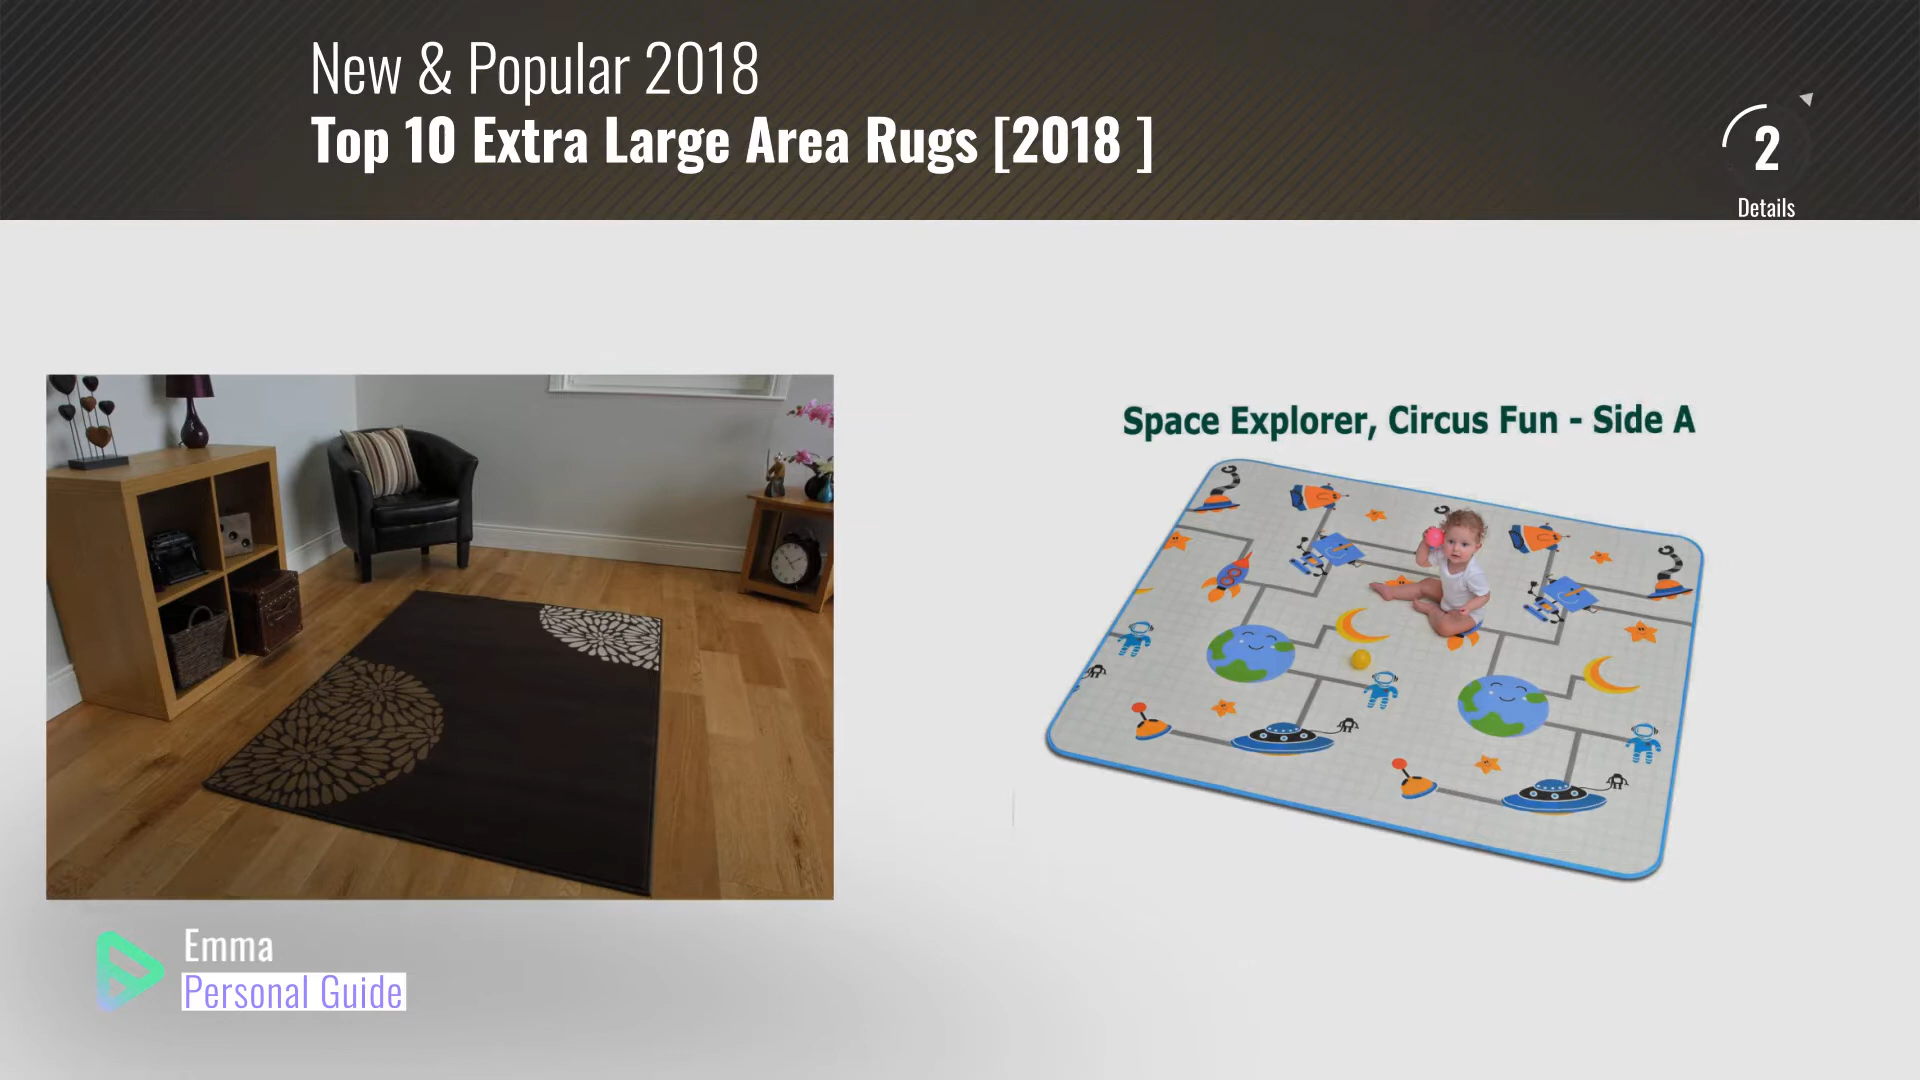 New & Popular 2018
Top 10 Extra Large Area Rugs [2018 ]
2
Details
Space Explorer, Circus Fun - Side A
Emma
Personal Guide